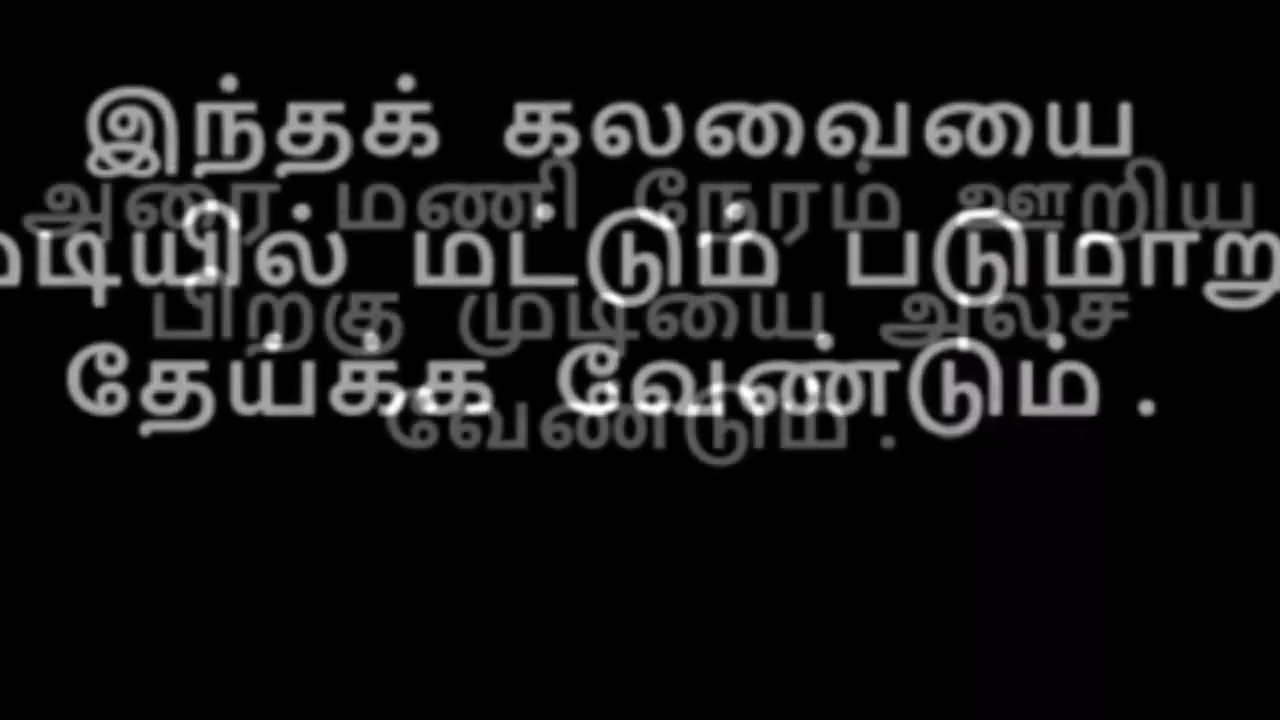 இந்தக் கலவையை
அரை மணி நேரம் ஊறிய
மட்டும் படுமாறு
பிறகு முடியை அலச
தேய்க்க வேண்டும் .
வேண்டும் .